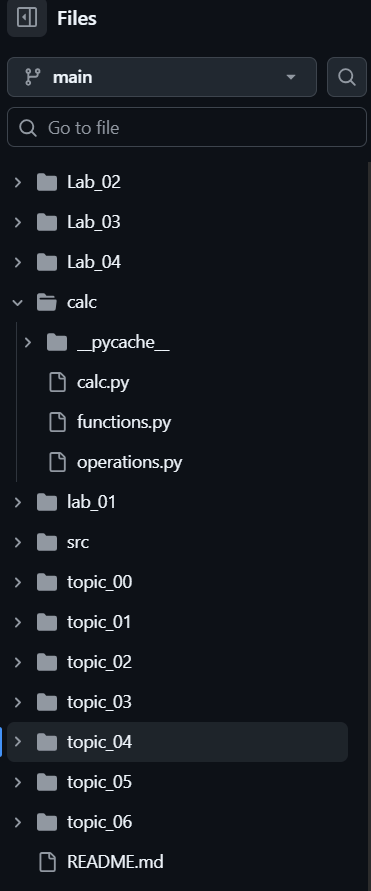 Files
main
Go to file
Lab_02
Lab_03
Lab_04
calc
__pycache__
calc.py
functions.py
operations.py
lab_01
src
topic_00
topic_01
topic_02
topic_03
topic_04
topic_05
topic_06
README.md